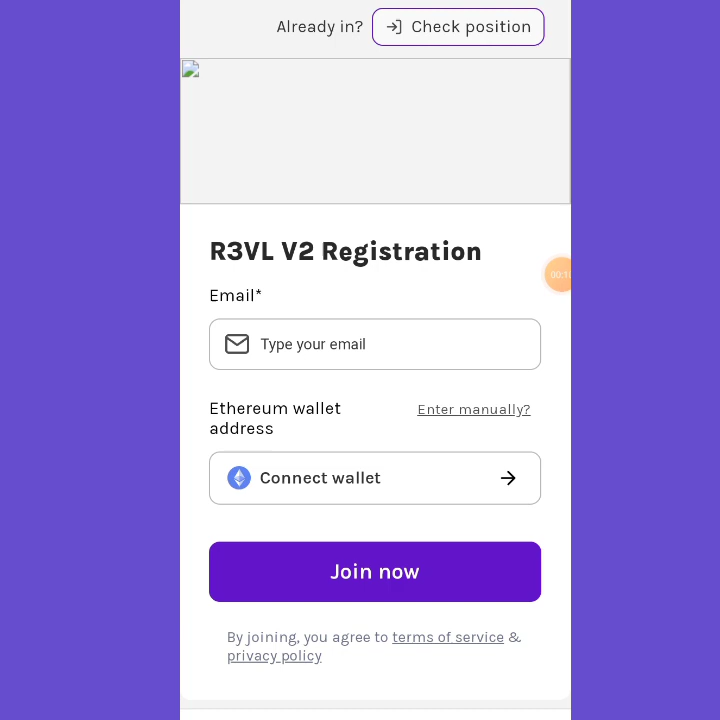 Already in? Check position
R3VL V2 Registration
Email*
Type your email
Ethereum wallet address
Enter manually?
Connect wallet
Join now
By joining, you agree to terms of service &
privacy policy